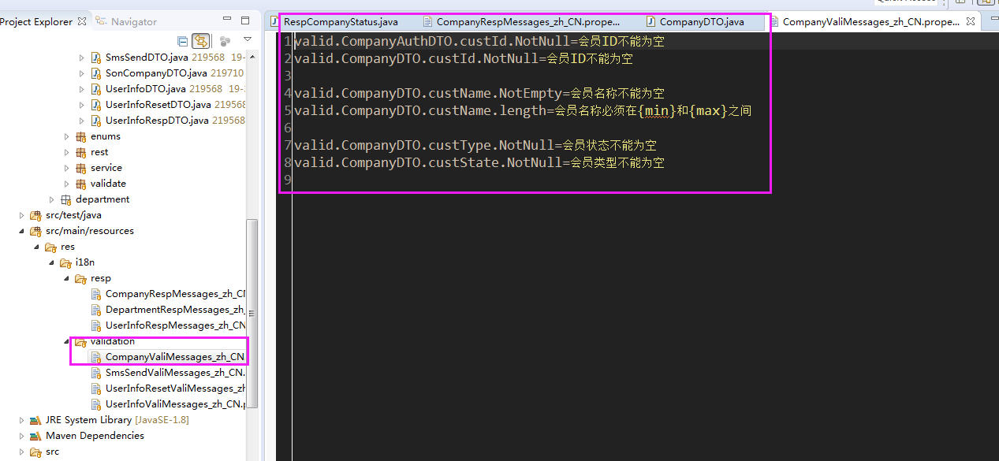 Project Explorer
Navigator
SmsSendDTO.java 219568 19-
SonCompanyDTO.java 219710
UserInfoDTO.java 219568 19-
UserInfoResetDTO.java 219568
UserInfoRespDTO.java 219568
enums
rest
service
validate
department
src/test/java
src/main/resources
res
i18n
resp
CompanyRespMessages_zh_CN
DepartmentRespMessages_zh_
UserInfoRespMessages_zh_CN
validation
CompanyValiMessages_zh_CN.
SmsSendValiMessages_zh_CN.
UserInfoResetValiMessages_zh
UserInfoValiMessages_zh_CN.p
JRE System Library [JavaSE-1.8]
Maven Dependencies
src
RespCompanyStatus.java
CompanyRespMessages_zh_CN.prope...
CompanyDTO.java
CompanyValiMessages_zh_CN.prope...
1 valid.CompanyAuthDTO.custId.NotNull=会员ID不能为空
2 valid.CompanyDTO.custId.NotNull=会员ID不能为空
3
4 valid.CompanyDTO.custName.NotEmpty=会员名称不能为空
5 valid.CompanyDTO.custName.length=会员名称必须在{min}和{max}之间
6
7 valid.CompanyDTO.custType.NotNull=会员状态不能为空
8 valid.CompanyDTO.custState.NotNull=会员类型不能为空
9